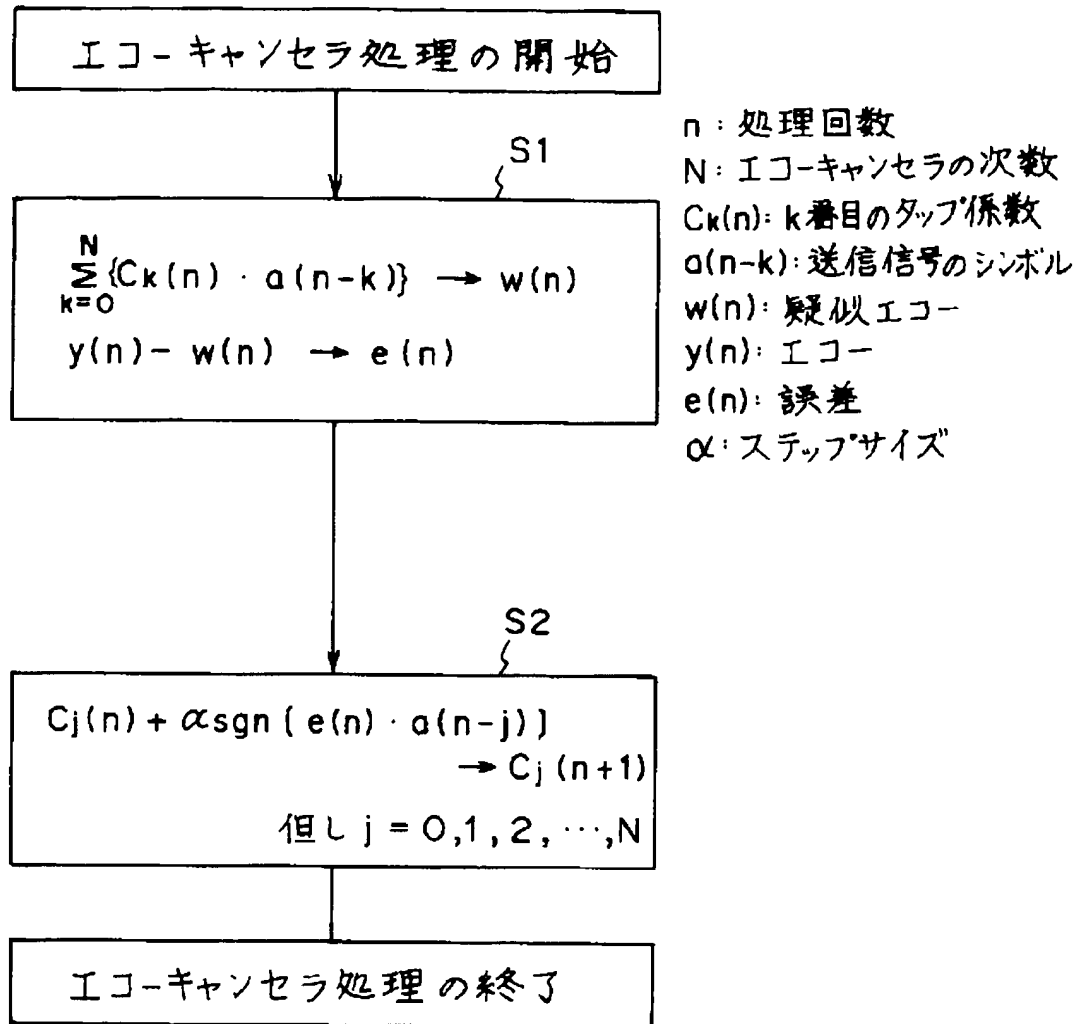 エコーキャンセラ処理の開始
S1
N
Σ{Ck(n)・a(n-k)} → w(n)
k=0
y(n)- w(n) → e(n)
n:処理回数
N:エコーキャンセラの次数
Ck(n):k番目のタップ係数
a(n-k):送信信号のシンボル
w(n):疑似エコー
y(n):エコー
e(n):誤差
α:ステップサイズ
S2
Cj(n)+αsgn[e(n)・a(n-j)]
→ Cj(n+1)
但し j=0,1,2,…,N
エコーキャンセラ処理の終了